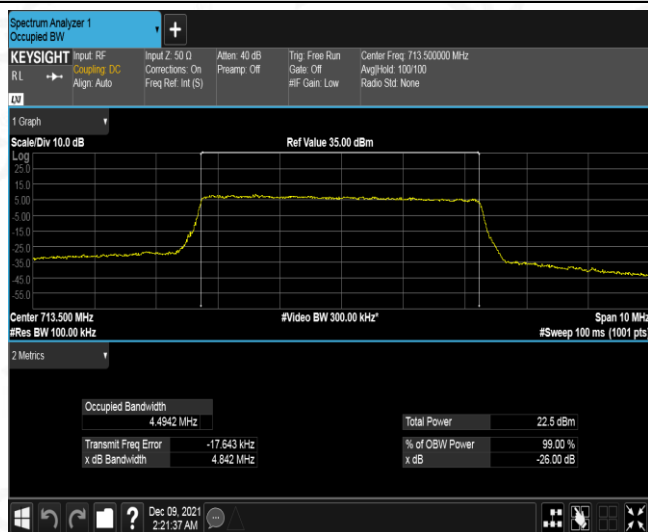 Spectrum Analyzer 1
Occupied BW
KEYSIGHT Input: RF Input Z: 50 Ω Atten: 40 dB Trig: Free Run Center Freq: 713.500000 MHz
R L Coupling: DC Corrections: On Preamp: Off Gate: Off Avg|Hold: 100/100
Align: Auto Freq Ref: Int (S) #IF Gain: Low Radio Std: None
1 Graph
Scale/Div 10.0 dB Ref Value 35.00 dBm
Log
25.0
15.0
5.00
-5.00
-15.0
-25.0
-35.0
-45.0
-55.0
Center 713.500 MHz #Video BW 300.00 kHz* Span 10 MHz
#Res BW 100.00 kHz #Sweep 100 ms (1001 pts)
2 Metrics
Occupied Bandwidth
4.4942 MHz Total Power 22.5 dBm
Transmit Freq Error -17.643 kHz % of OBW Power 99.00 %
x dB Bandwidth 4.842 MHz x dB -26.00 dB
Dec 09, 2021
2:21:37 AM